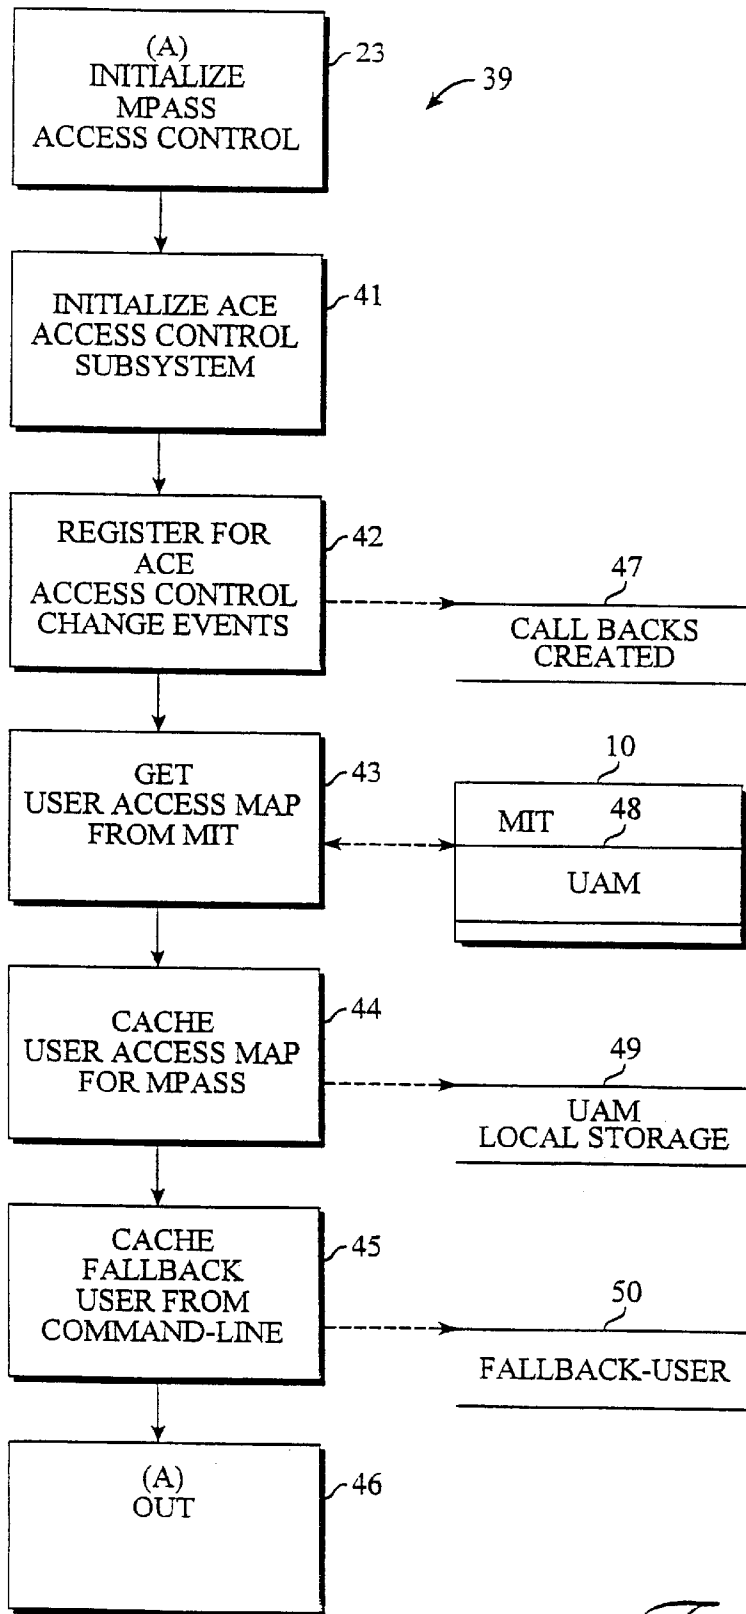 (A)
INITIALIZE
MPASS
ACCESS CONTROL
23
39
INITIALIZE ACE
ACCESS CONTROL
SUBSYSTEM
41
REGISTER FOR
ACE
ACCESS CONTROL
CHANGE EVENTS
42
47
CALL BACKS
CREATED
GET
USER ACCESS MAP
FROM MIT
43
10
MIT
48
UAM
CACHE
USER ACCESS MAP
FOR MPASS
44
49
UAM
LOCAL STORAGE
CACHE
FALLBACK
USER FROM
COMMAND-LINE
45
50
FALLBACK-USER
(A)
OUT
46